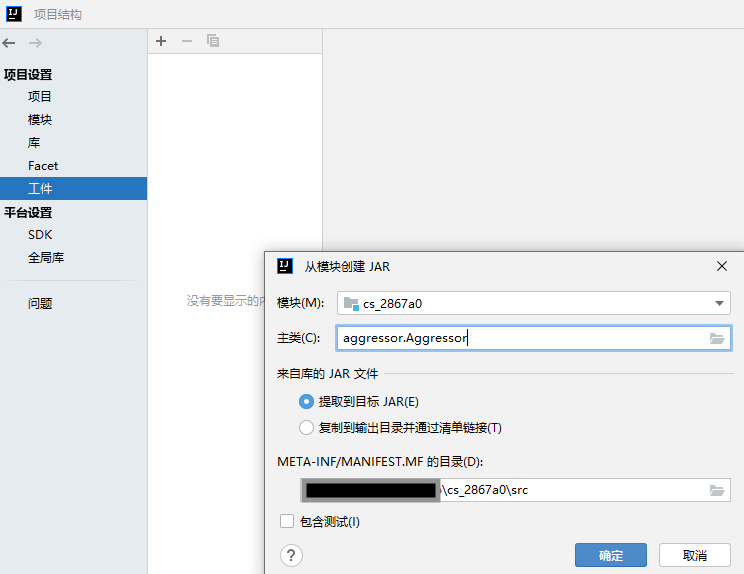 项目结构
项目设置
项目
模块
库
Facet
工件
平台设置
SDK
全局库
问题
没有要显示的
从模块创建 JAR
模块(M):
cs_2867a0
主类(C):
aggressor.Aggressor
来自库的 JAR 文件
提取到目标 JAR(E)
复制到输出目录并通过清单链接(T)
META-INF/MANIFEST.MF 的目录(D):
\cs_2867a0\src
包含测试(I)
?
确定
取消